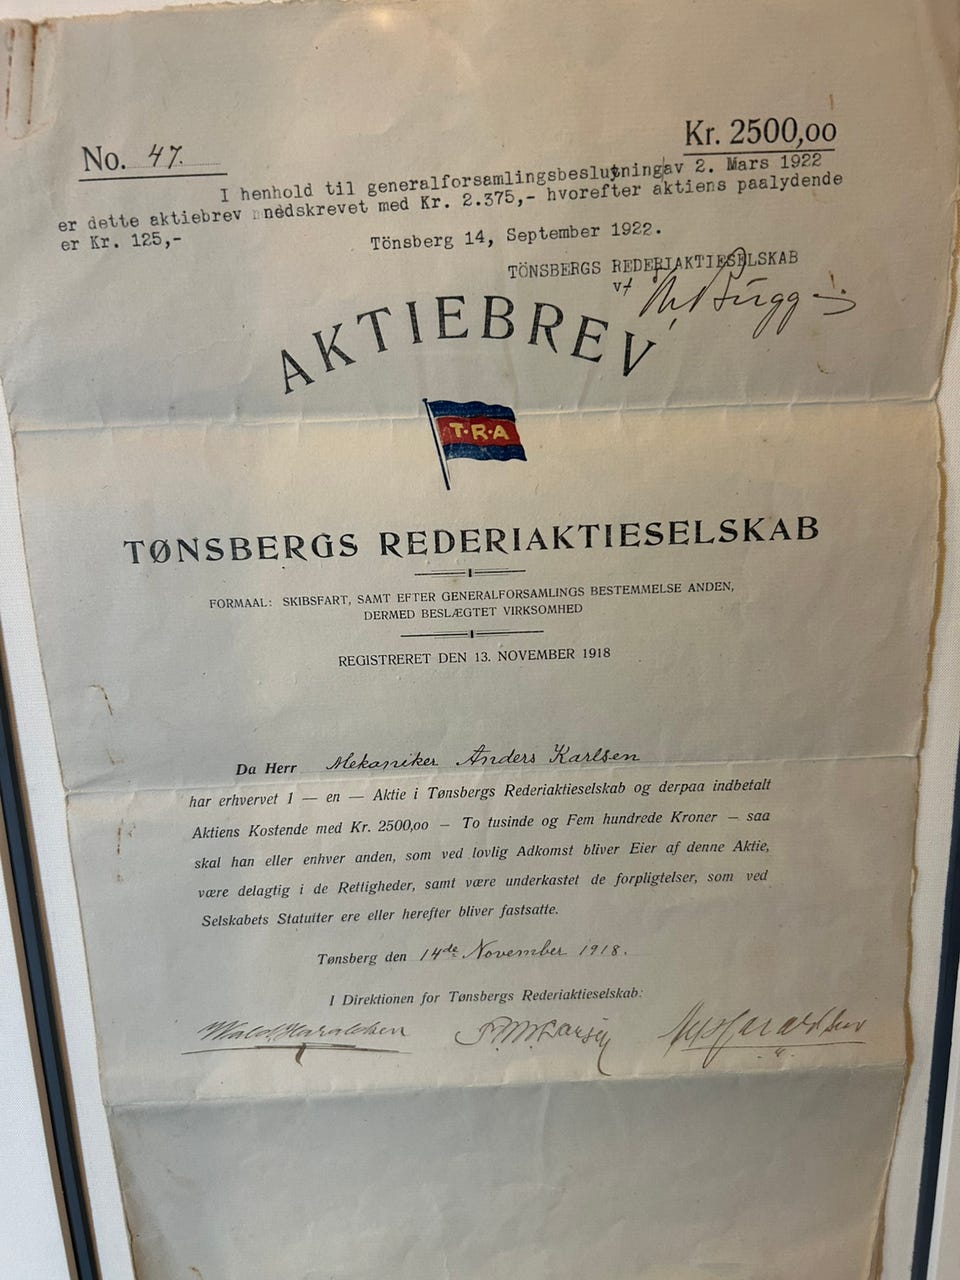 No. 47.
Kr. 2500,00
I henhold til generalforsamlingsbeslutning av 2. Mars 1922
er dette aktiebrev nedskrevet med Kr. 2.375,- hvorefter aktiens paalydende
er Kr. 125,-
Tönsberg 14, September 1922.
TÖNSBERGS REDERIAKTIESELSKAB
AKTIEBREV
T·R·A
TØNSBERGS REDERIAKTIESELSKAB
FORMAAL: SKIBSFART, SAMT EFTER GENERALFORSAMLINGS BESTEMMELSE ANDEN,
DERMED BESLÆGTET VIRKSOMHED
REGISTRERET DEN 13. NOVEMBER 1918
Da Herr Mekaniker Anders Karlsen
har erhvervet 1 — en — Aktie i Tønsbergs Rederiaktieselskab og derpaa indbetalt
Aktiens Kostende med Kr. 2500,00 — To tusinde og Fem hundrede Kroner — saa
skal han eller enhver anden, som ved lovlig Adkomst bliver Eier af denne Aktie,
være delagtig i de Rettigheder, samt være underkastet de forpligtelser, som ved
Selskabets Statutter ere eller herefter bliver fastsatte.
Tønsberg den 14de November 1918.
I Direktionen for Tønsbergs Rederiaktieselskab: